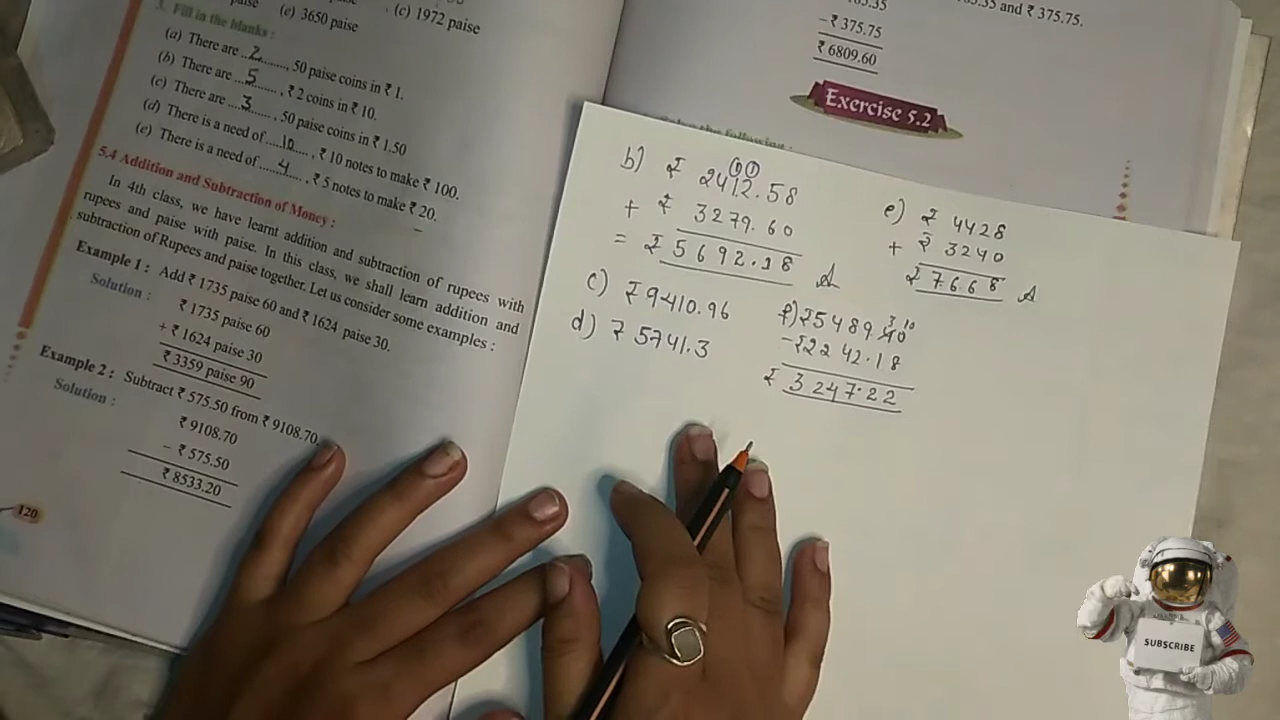 (e) 3650 paise
(c) 1972 paise
3. Fill in the blanks :
(a) There are ...2..., 50 paise coins in ₹ 1.
(b) There are ...5..., ₹ 2 coins in ₹ 10.
(c) There are ...3..., 50 paise coins in ₹ 1.50
(d) There is a need of ...10..., ₹ 10 notes to make ₹ 100.
(e) There is a need of ...4..., ₹ 5 notes to make ₹ 20.
5.4 Addition and Subtraction of Money :
In 4th class, we have learnt addition and subtraction of rupees with
rupees and paise with paise. In this class, we shall learn addition and
subtraction of Rupees and paise together. Let us consider some examples :
Example 1 : Add ₹ 1735 paise 60 and ₹ 1624 paise 30.
Solution :
₹ 1735 paise 60
+ ₹ 1624 paise 30
₹ 3359 paise 90
Example 2 : Subtract ₹ 575.50 from ₹ 9108.70.
Solution :
₹ 9108.70
− ₹ 575.50
₹ 8533.20
120
and ₹ 375.75.
− ₹ 375.75
₹ 6809.60
Exercise 5.2
the following :
b) ₹ 2412.58
+ ₹ 3279.60
= ₹ 5692.18
c) ₹ 9410.96
d) ₹ 5741.3
e) ₹ 4428
+ ₹ 3240
₹ 7668
3 10
f) ₹ 5489.40
− ₹ 2242.18
₹ 3247.22
SUBSCRIBE